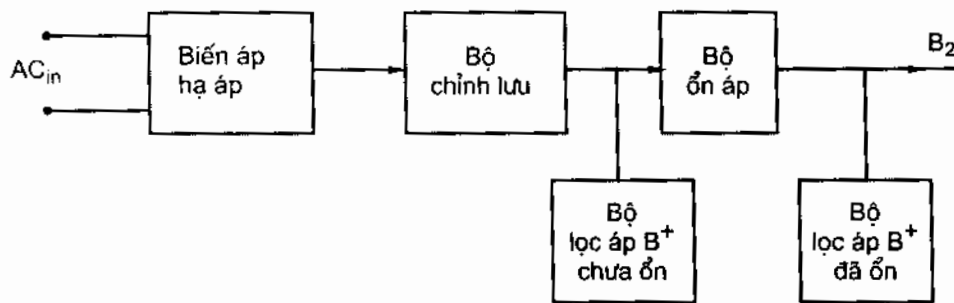 AC_in
Biến áp
hạ áp
Bộ
chỉnh lưu
Bộ
ổn áp
B_2
Bộ
lọc áp B^+
chưa ổn
Bộ
lọc áp B^+
đã ổn